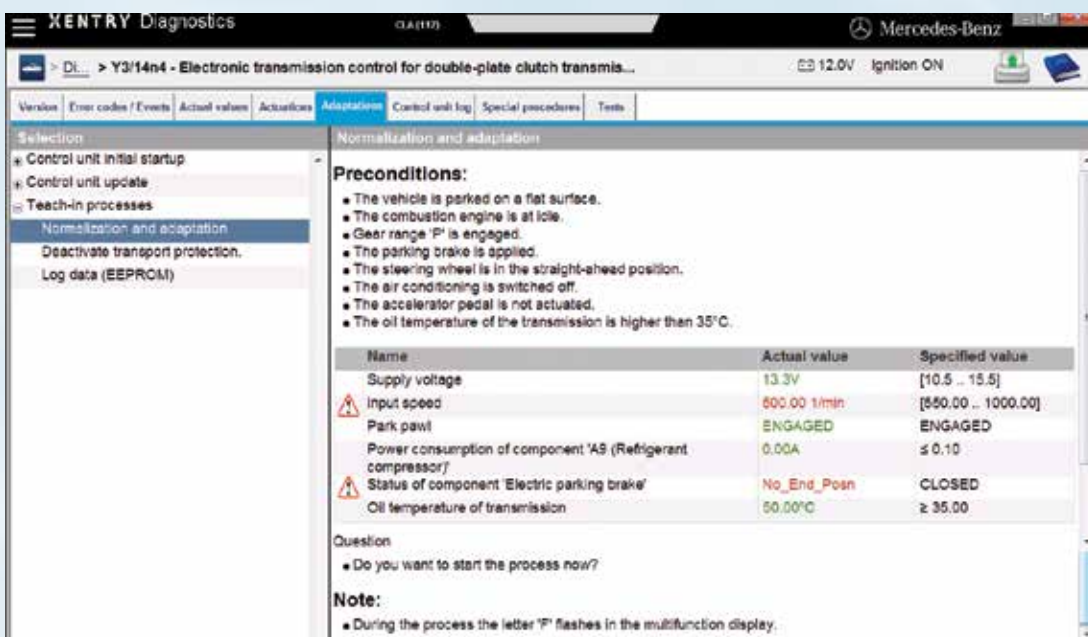 XENTRY Diagnostics
CLA (117)
Mercedes-Benz
> Di... > Y3/14n4 - Electronic transmission control for double-plate clutch transmis...
12.0V Ignition ON
Version Error codes / Events Actual values Actuations Adaptations Control unit log Special procedures Tests
Selection
Control unit initial startup
Control unit update
Teach-in processes
Normalization and adaptation
Deactivate transport protection.
Log data (EEPROM)
Normalization and adaptation
Preconditions:
• The vehicle is parked on a flat surface.
• The combustion engine is at idle.
• Gear range 'P' is engaged.
• The parking brake is applied.
• The steering wheel is in the straight-ahead position.
• The air conditioning is switched off.
• The accelerator pedal is not actuated.
• The oil temperature of the transmission is higher than 35°C.
Name Actual value Specified value
Supply voltage 13.3V [10.5 .. 15.5]
Input speed 1/min .. 1000.00]
Park pawl ENGAGED ENGAGED
Power consumption of component 'A9 (Refrigerant 0.00A ≤ 0.10
compressor)'
Status of component 'Electric parking brake' No_End_Posn CLOSED
Oil temperature of transmission 50.00°C ≥ 35.00
Question
• Do you want to start the process now?
Note:
• During the process the letter flashes in the multifunction display.